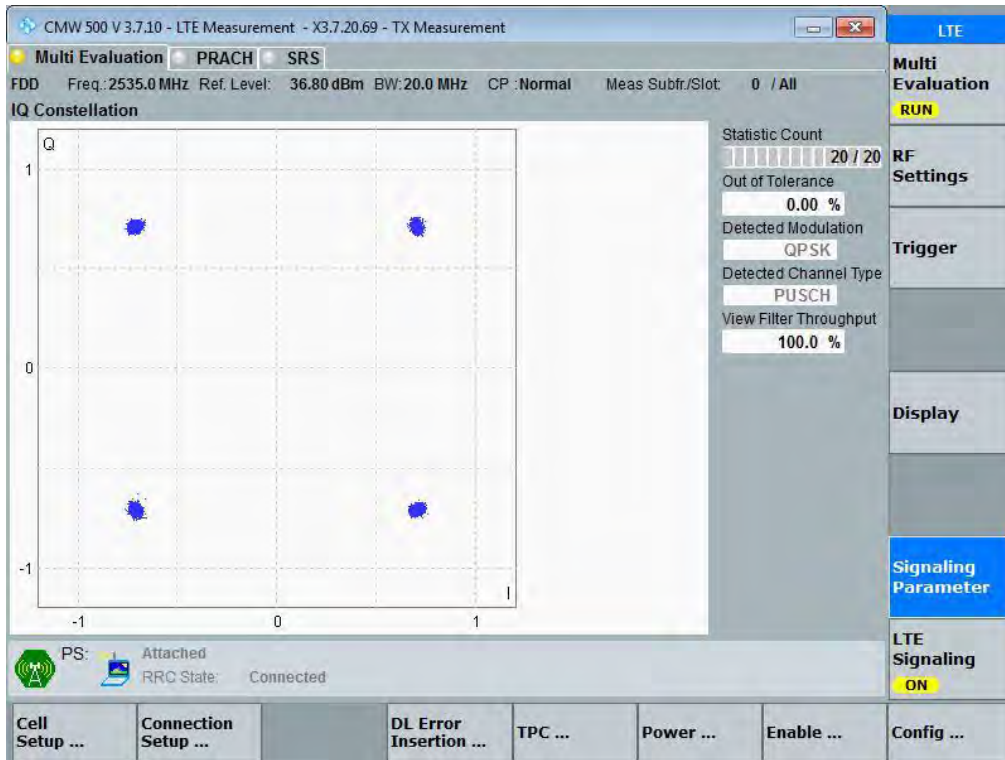 CMW 500 V 3.7.10 - LTE Measurement - X3.7.20.69 - TX Measurement
LTE
Multi Evaluation PRACH SRS
FDD Freq.:2535.0 MHz Ref. Level: 36.80 dBm BW:20.0 MHz CP :Normal Meas Subfr./Slot: 0 / All
IQ Constellation
Q
1
0
-1
I
-1 0 1
Statistic Count
20 / 20
Out of Tolerance
0.00 %
Detected Modulation
QPSK
Detected Channel Type
PUSCH
View Filter Throughput
100.0 %
Multi
Evaluation
RUN
RF
Settings
Trigger
Display
Signaling
Parameter
LTE
Signaling
ON
PS: Attached
RRC State: Connected
Cell
Setup ...
Connection
Setup ...
DL Error
Insertion ...
TPC ...
Power ...
Enable ...
Config ...